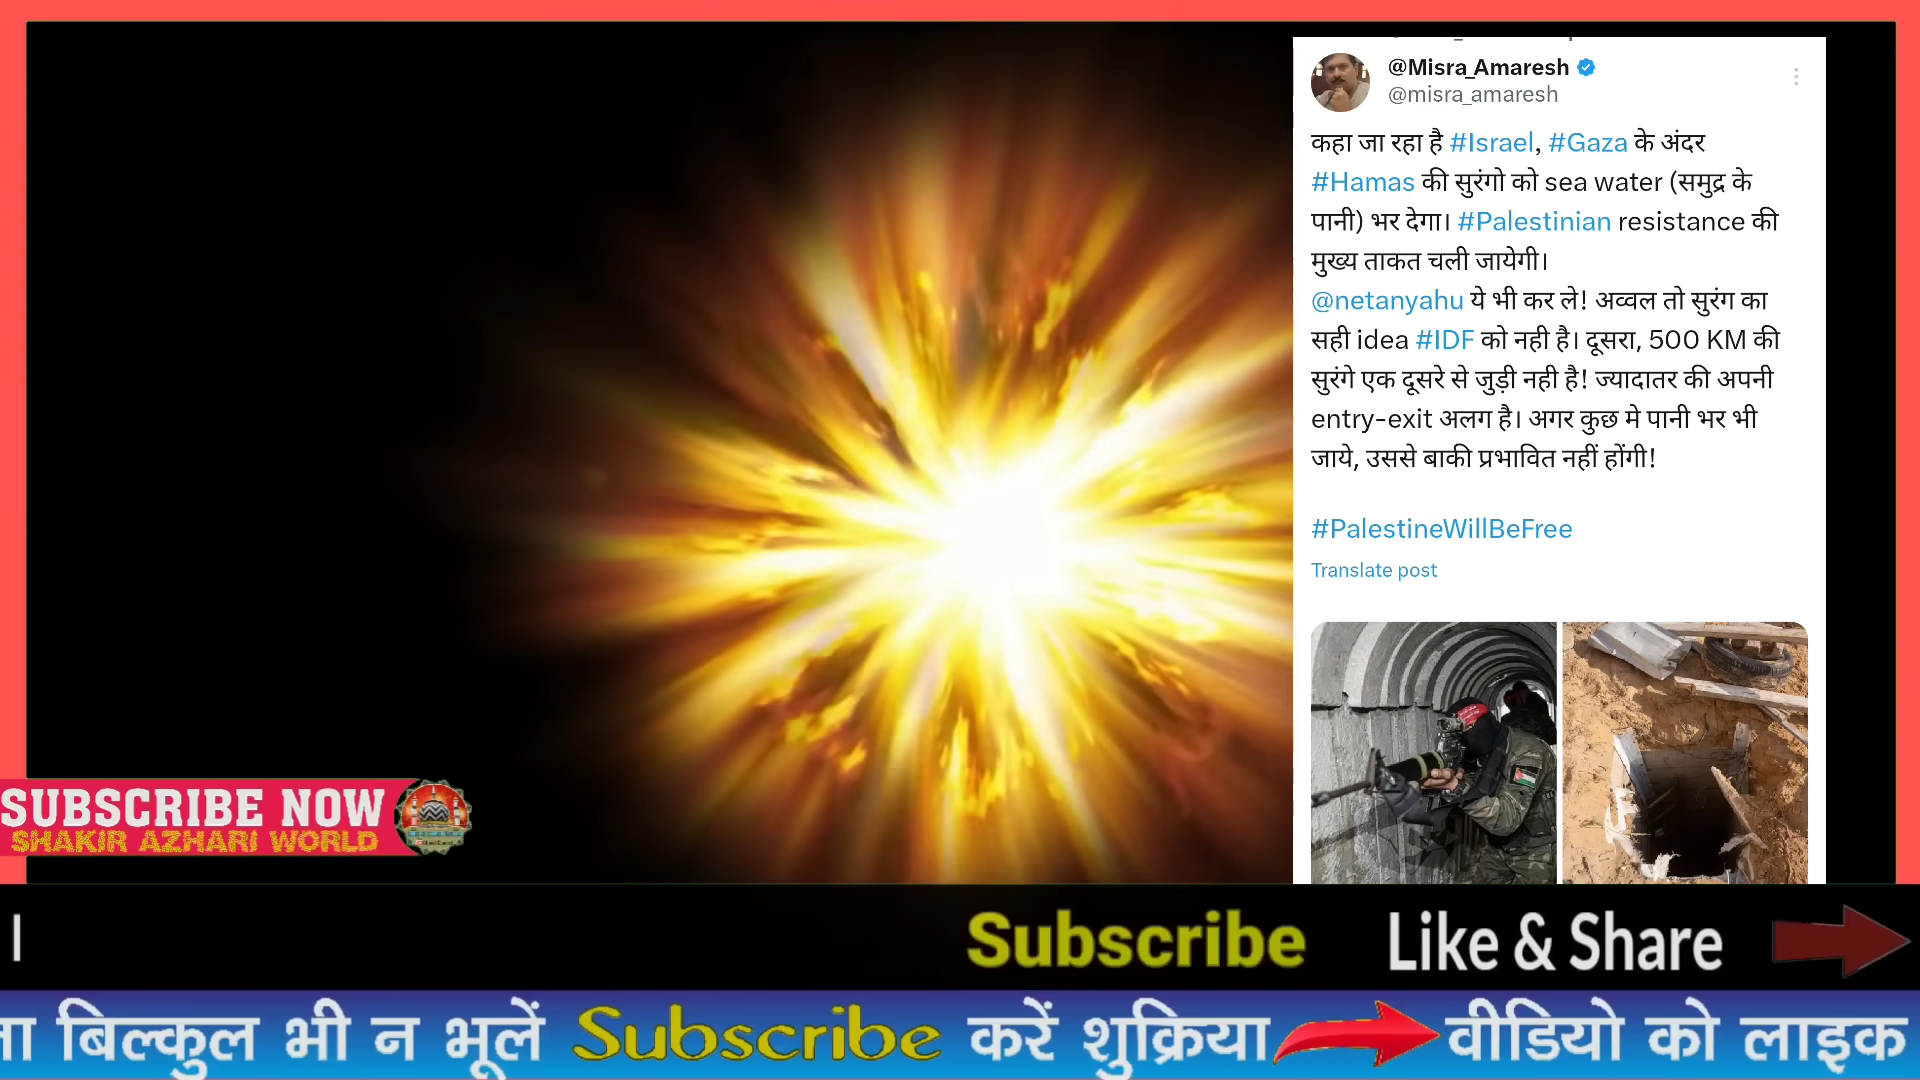 @Misra_Amaresh
@misra_amaresh
कहा जा रहा है #Israel, #Gaza के अंदर
#Hamas की सुरंगो को sea water (समुद्र के
पानी) भर देगा। #Palestinian resistance की
मुख्य ताकत चली जायेगी।
@netanyahu ये भी कर ले! अव्वल तो सुरंग का
सही idea #IDF को नही है। दूसरा, 500 KM की
सुरंगे एक दूसरे से जुड़ी नही है! ज्यादातर की अपनी
entry-exit अलग है। अगर कुछ मे पानी भर भी
जाये, उससे बाकी प्रभावित नहीं होंगी!
#PalestineWillBeFree
Translate post
SUBSCRIBE NOW
SHAKIR AZHARI WORLD
। Subscribe Like & Share
बिल्कुल भी न भूलें Subscribe करें शुक्रिया वीडियो को लाइक